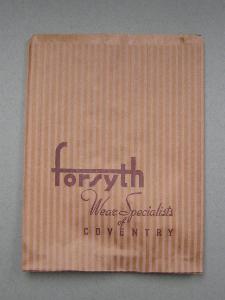 forsyth
Wear Specialists
of
COVENTRY